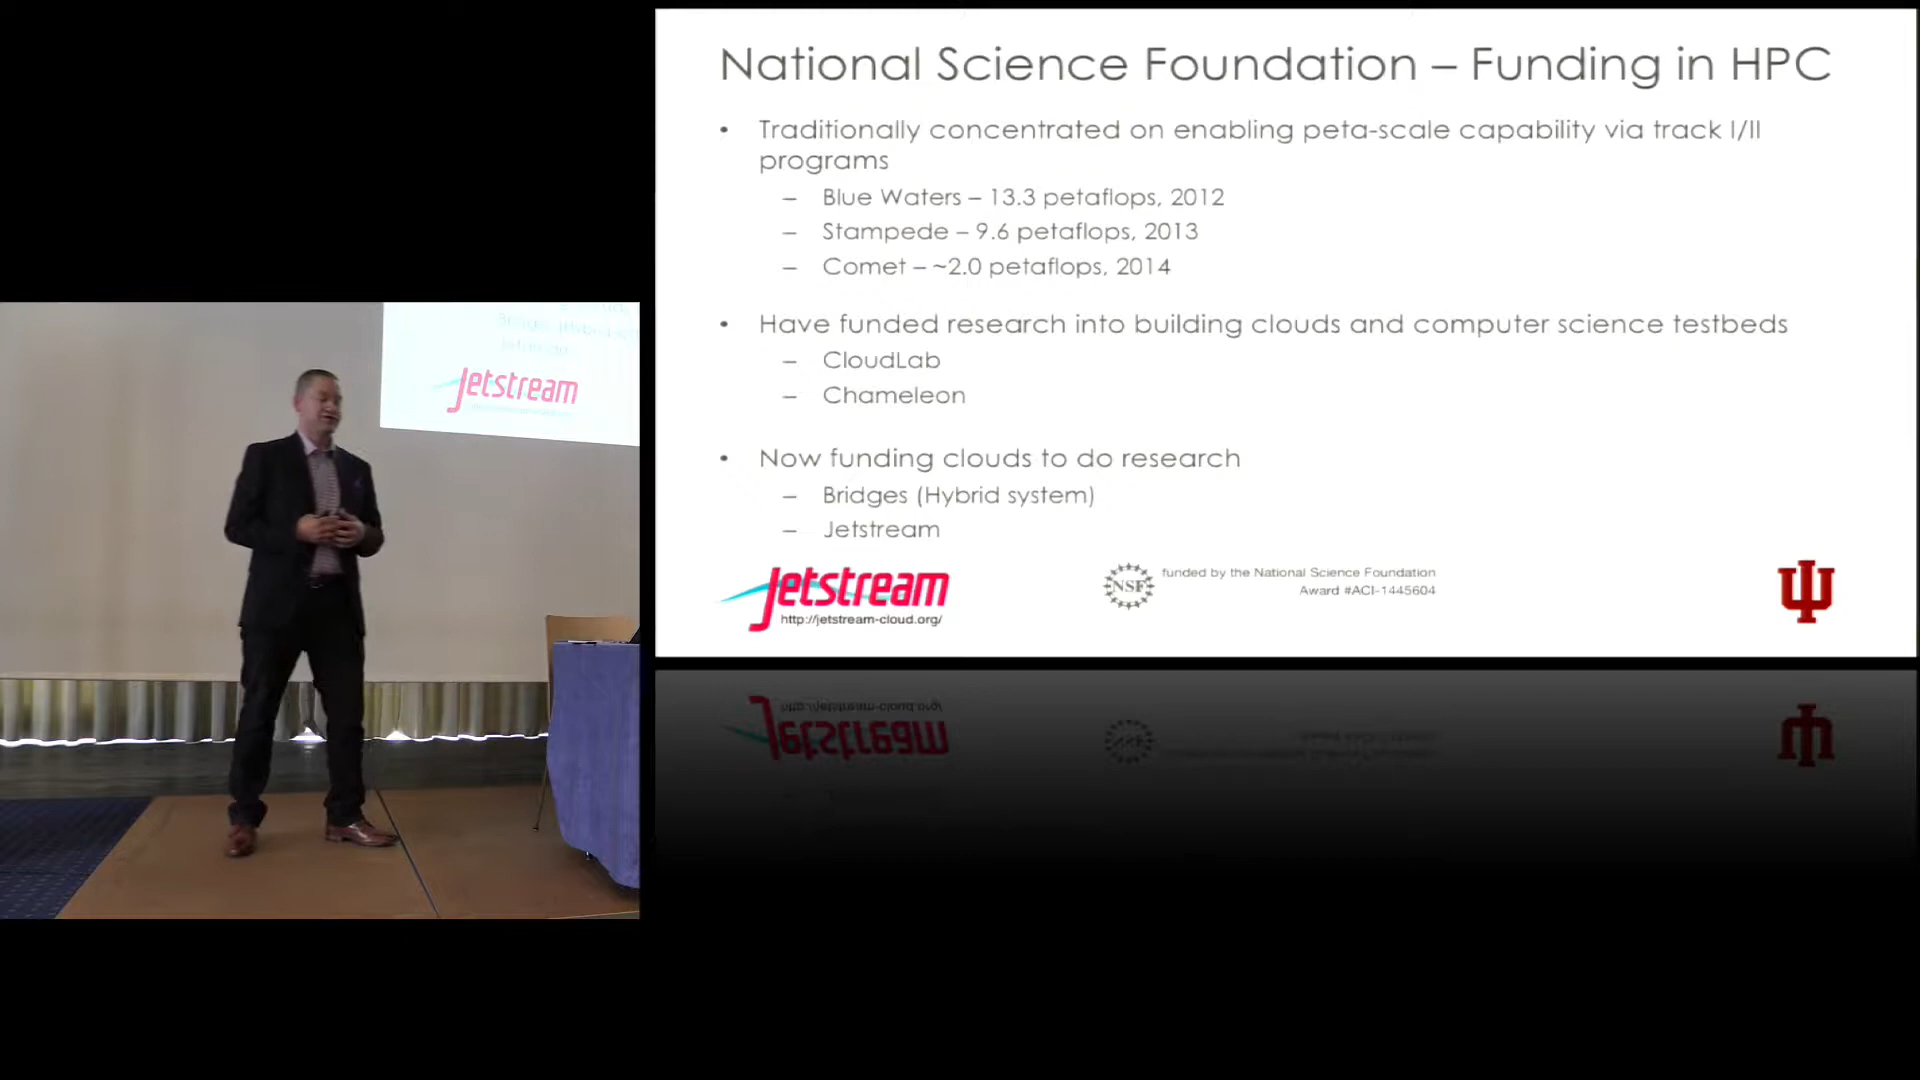 National Science Foundation – Funding in HPC
• Traditionally concentrated on enabling peta-scale capability via track I/II
programs
– Blue Waters – 13.3 petaflops, 2012
– Stampede – 9.6 petaflops, 2013
– Comet – ~2.0 petaflops, 2014
• Have funded research into building clouds and computer science testbeds
– CloudLab
– Chameleon
• Now funding clouds to do research
– Bridges (Hybrid system)
– Jetstream
Jetstream
http://jetstream-cloud.org/
NSF
funded by the National Science Foundation
Award #ACI-1445604
Jetstream